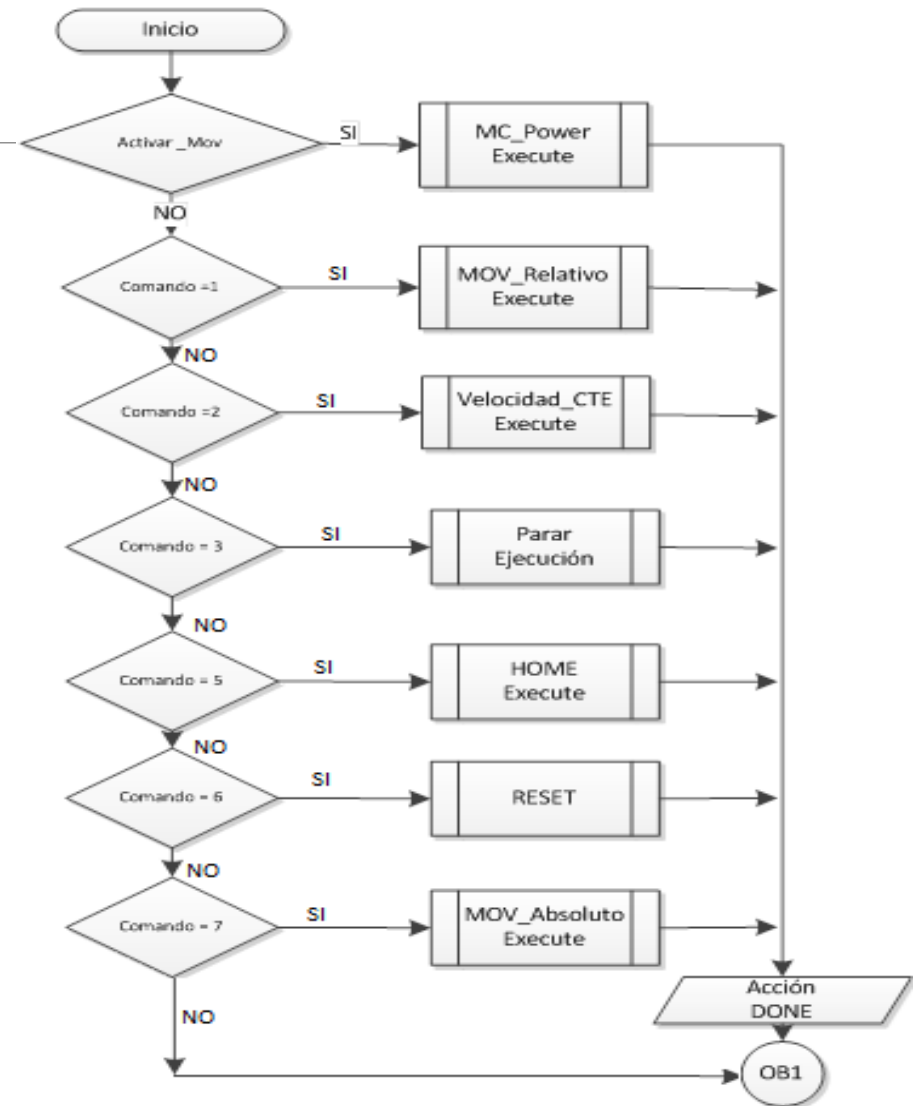 Inicio
Activar _Mov
SI
MC_Power
Execute
NO
Comando =1
SI
MOV_Relativo
Execute
NO
Comando =2
SI
Velocidad_CTE
Execute
NO
Comando = 3
SI
Parar
Ejecución
NO
Comando = 5
SI
HOME
Execute
NO
Comando = 6
SI
RESET
NO
Comando = 7
SI
MOV_Absoluto
Execute
NO
Acción
DONE
OB1